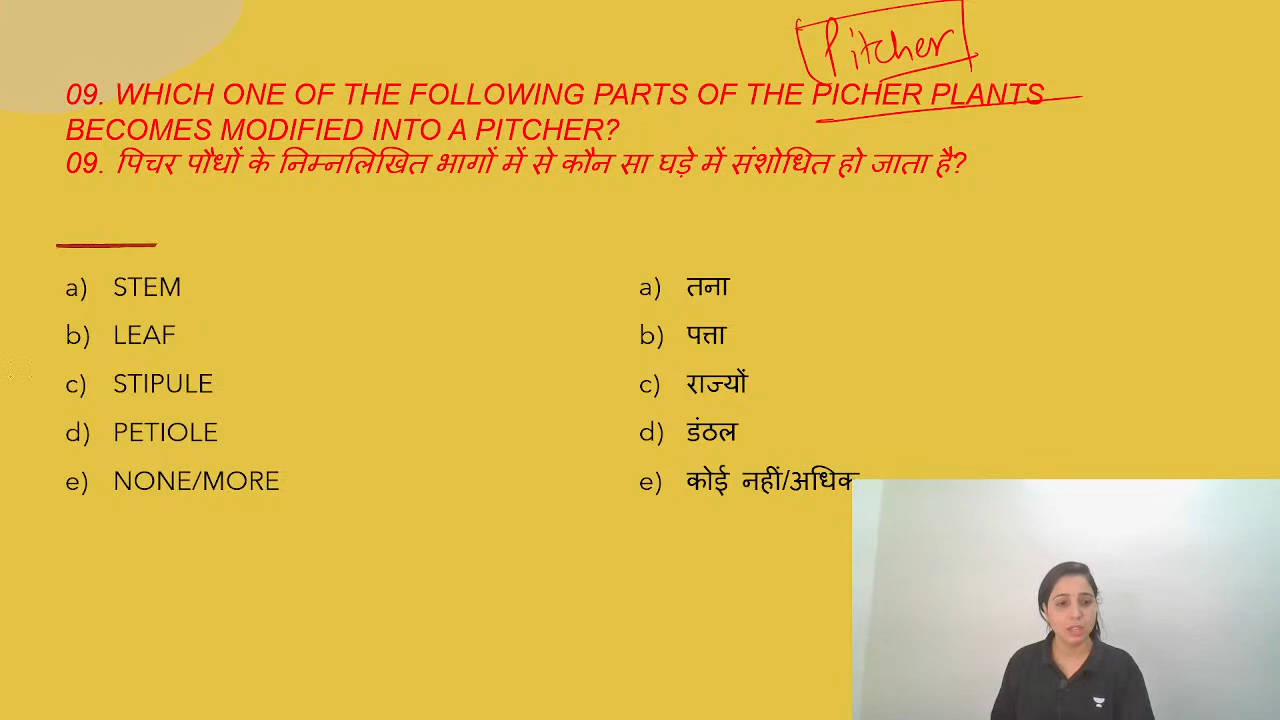 Pitcher
09. WHICH ONE OF THE FOLLOWING PARTS OF THE PICHER PLANTS
BECOMES MODIFIED INTO A PITCHER?
09. पिचर पौधों के निम्नलिखित भागों में से कौन सा घड़े में संशोधित हो जाता है?
a) STEM
b) LEAF
c) STIPULE
d) PETIOLE
e) NONE/MORE
a) तना
b) पत्ता
c) राज्यों
d) डंठल
e) कोई नहीं/अधिक